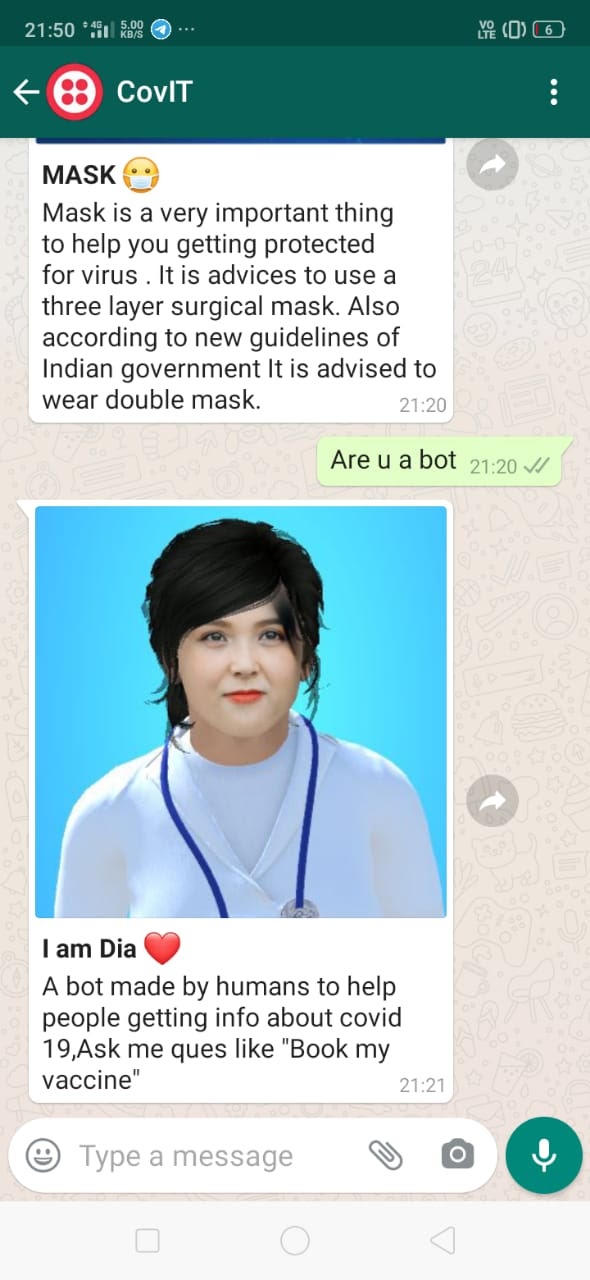 21:50 4G 5.00 KB/S ... VO LTE 6
CovIT
MASK 😷
Mask is a very important thing
to help you getting protected
for virus . It is advices to use a
three layer surgical mask. Also
according to new guidelines of
Indian government It is advised to
wear double mask.
21:20
Are u a bot 21:20
I am Dia ❤️
A bot made by humans to help
people getting info about covid
19,Ask me ques like "Book my
vaccine"
21:21
Type a message